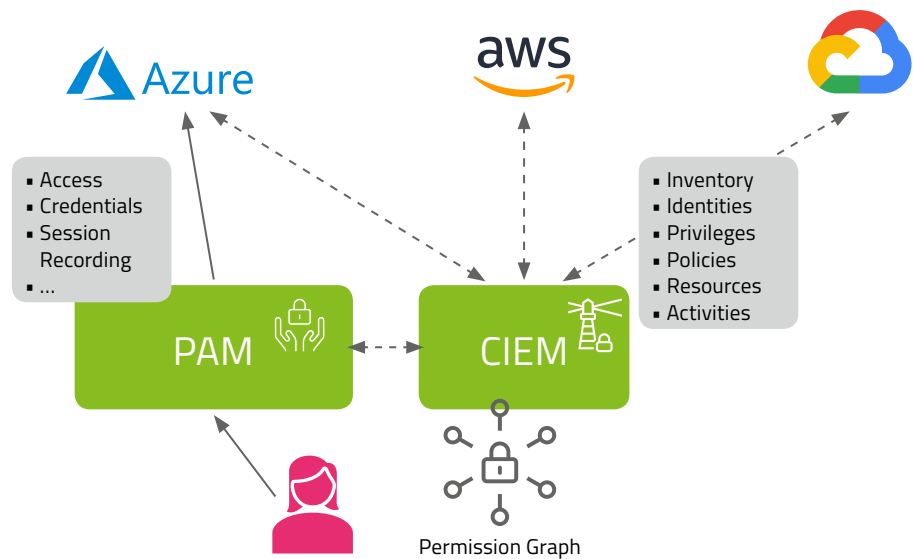 Azure
aws
▪ Access
▪ Credentials
▪ Session
Recording
▪ ...
▪ Inventory
▪ Identities
▪ Privileges
▪ Policies
▪ Resources
▪ Activities
PAM
CIEM
Permission Graph